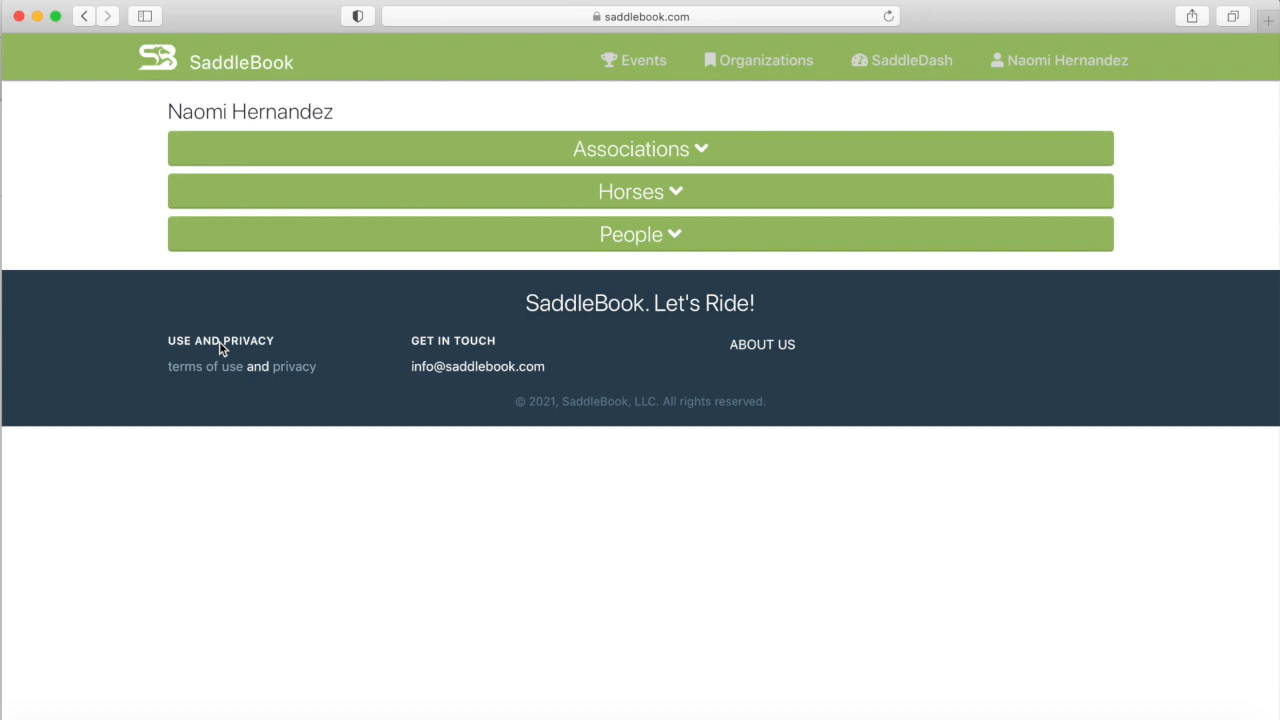 saddlebook.com
SaddleBook
Events
Organizations
SaddleDash
Naomi Hernandez
Naomi Hernandez
Associations
Horses
People
SaddleBook. Let's Ride!
USE AND PRIVACY
terms of use and privacy
GET IN TOUCH
info@saddlebook.com
ABOUT US
© 2021, SaddleBook, LLC. All rights reserved.